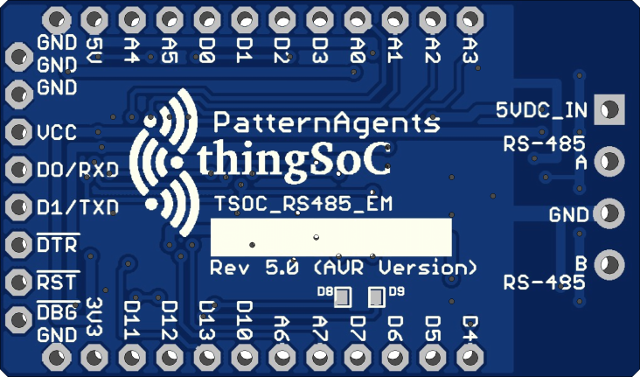 GND
5V
A4
A5
D0
D1
D2
D3
A0
A1
A2
A3
GND
GND
VCC
D0/RXD
D1/TXD
DTR
RST
DBG
GND
PatternAgents
thingSoC
TSOC_RS485_EM
Rev 5.0 (AVR Version)
D8
D9
5VDC_IN
RS-485
A
GND
B
RS-485
3V3
D11
D12
D13
D10
A6
A7
D7
D6
D5
D4